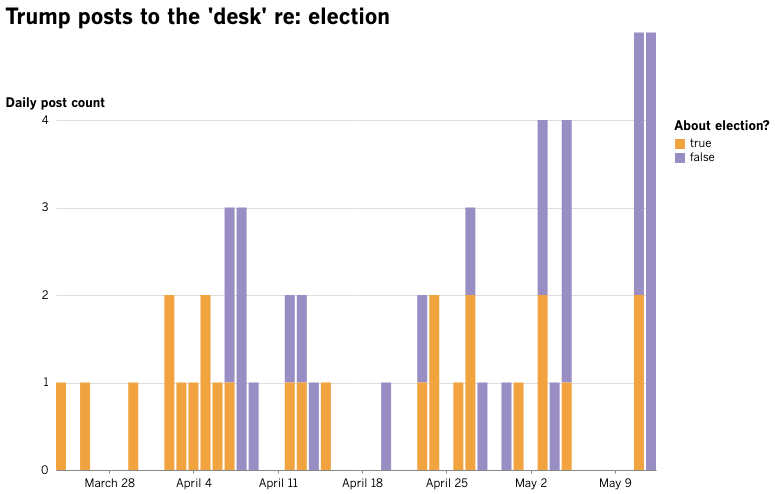 Trump posts to the 'desk' re: election
Daily post count
4
3
2
1
0
March 28 April 4 April 11 April 18 April 25 May 2 May 9
About election?
true
false